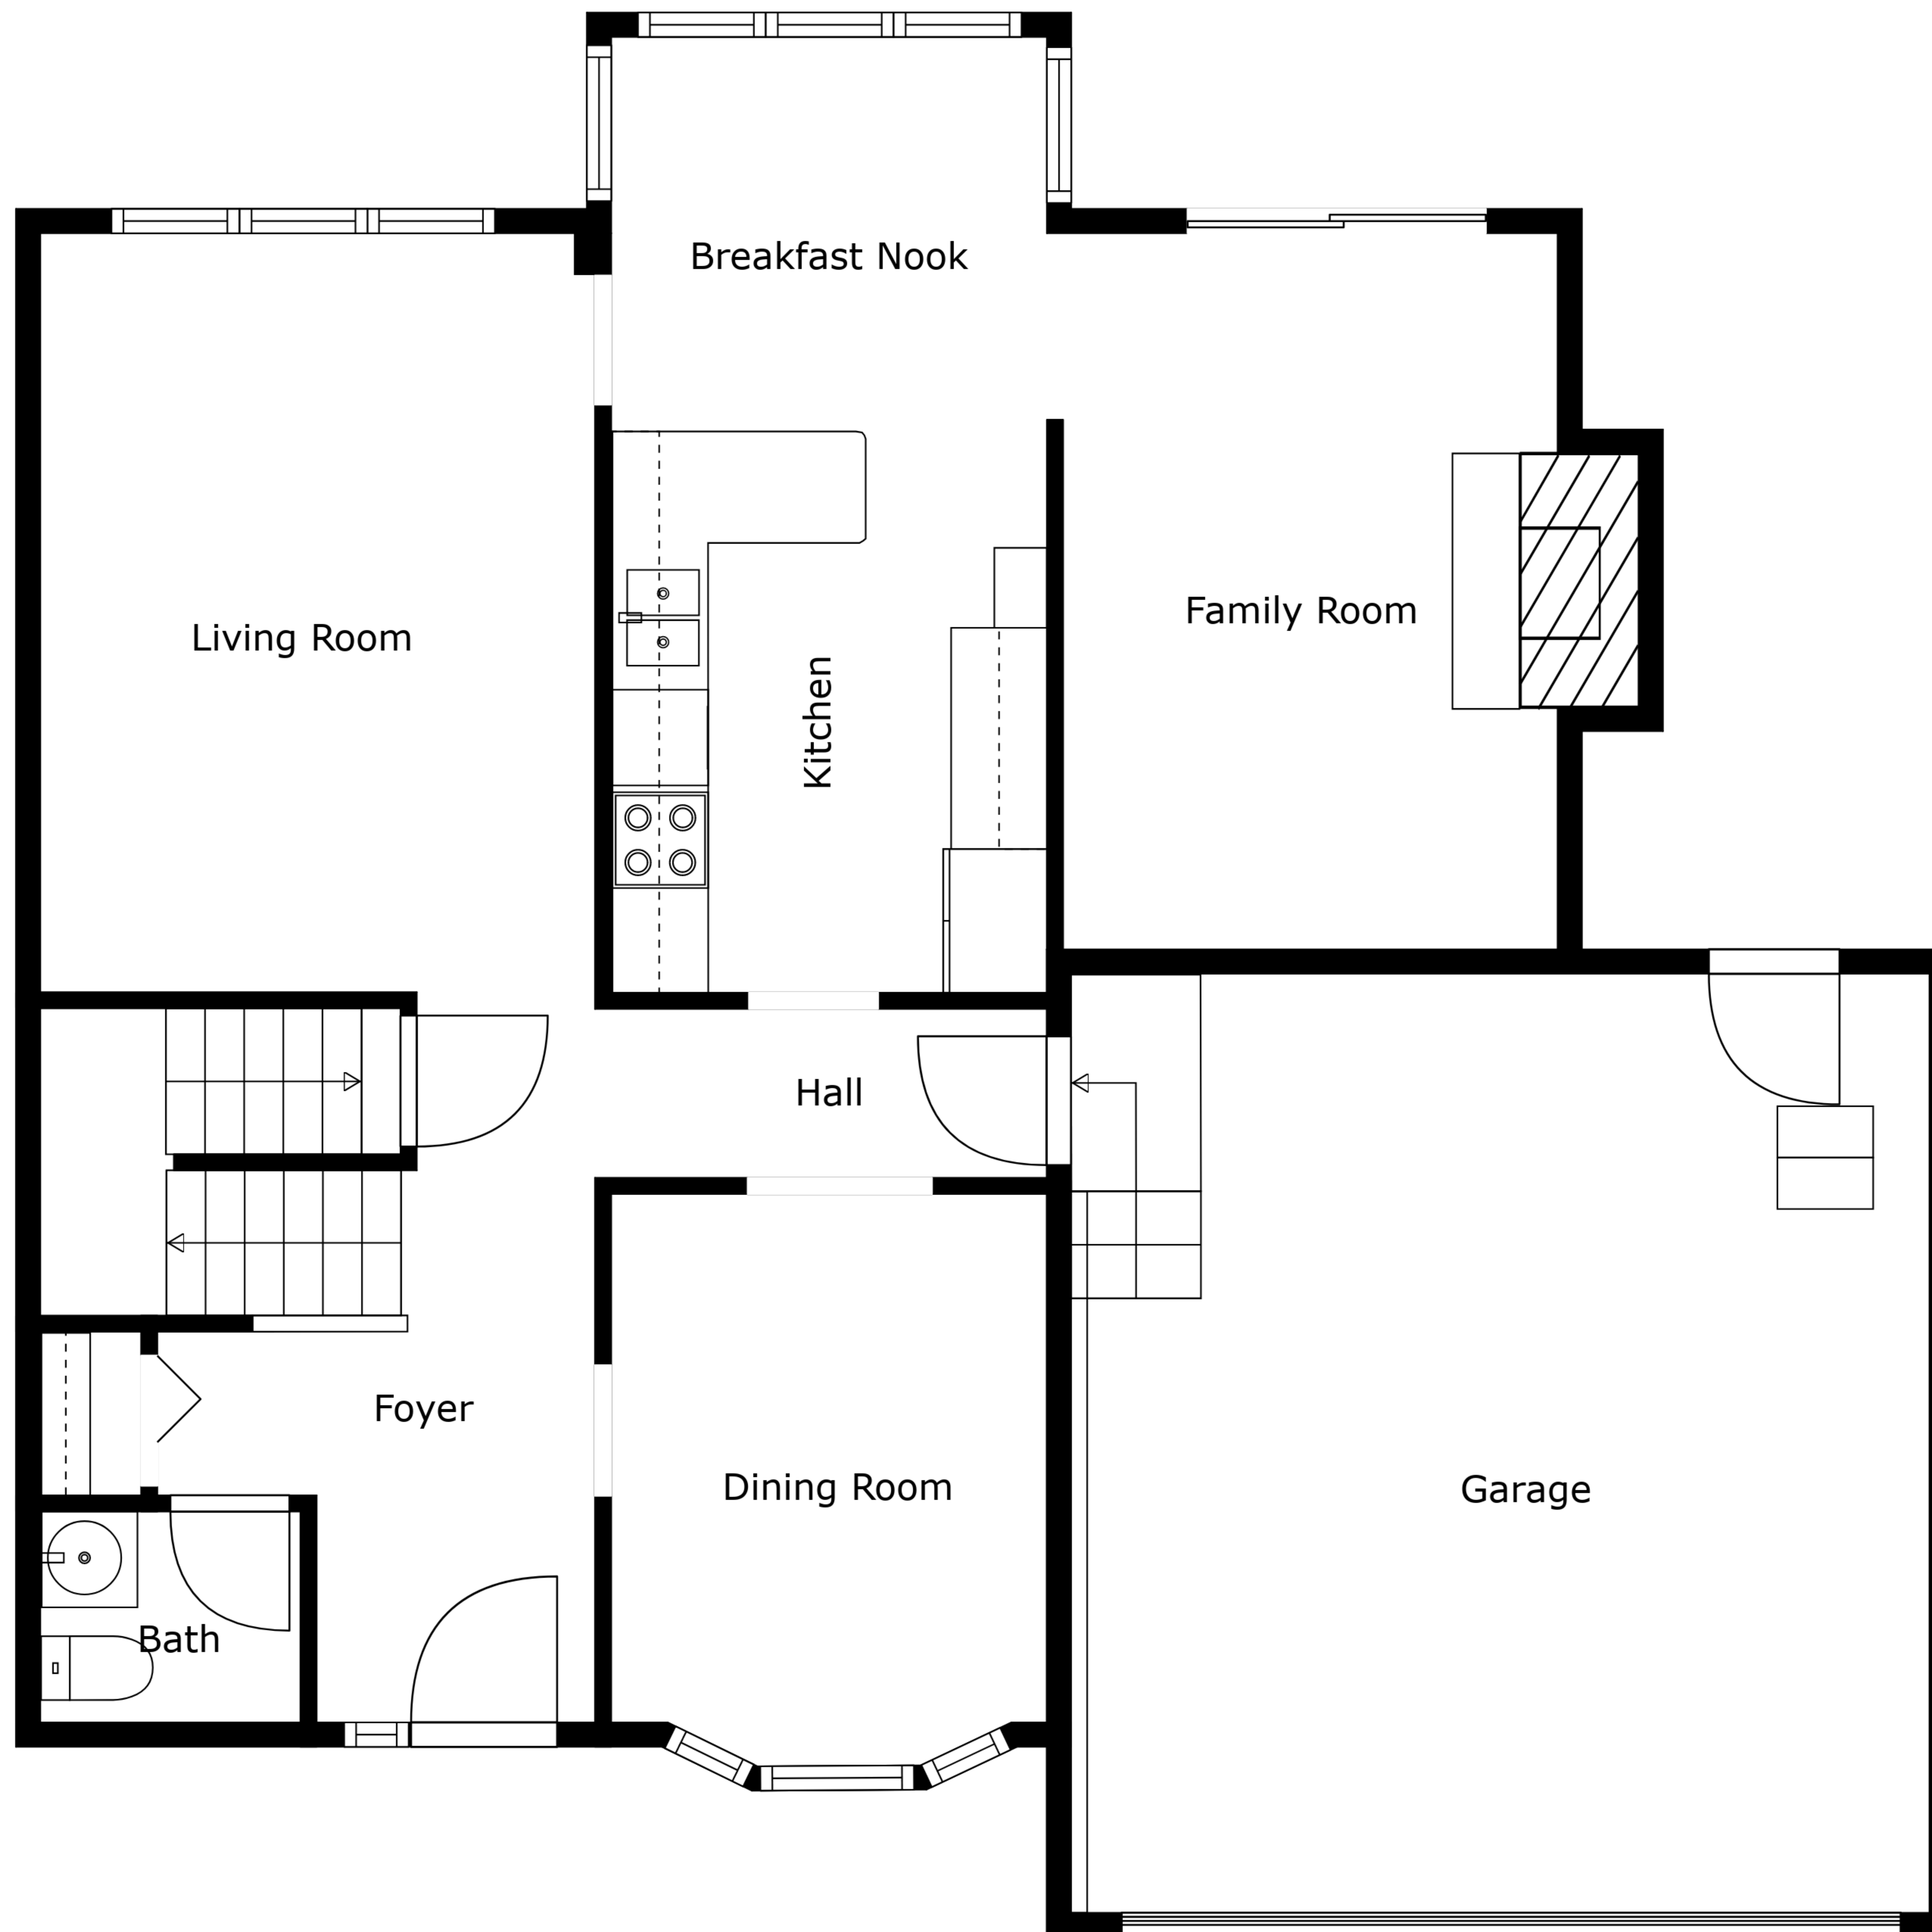 Breakfast Nook
Living Room
Family Room
Kitchen
Hall
Foyer
Dining Room
Garage
Bath